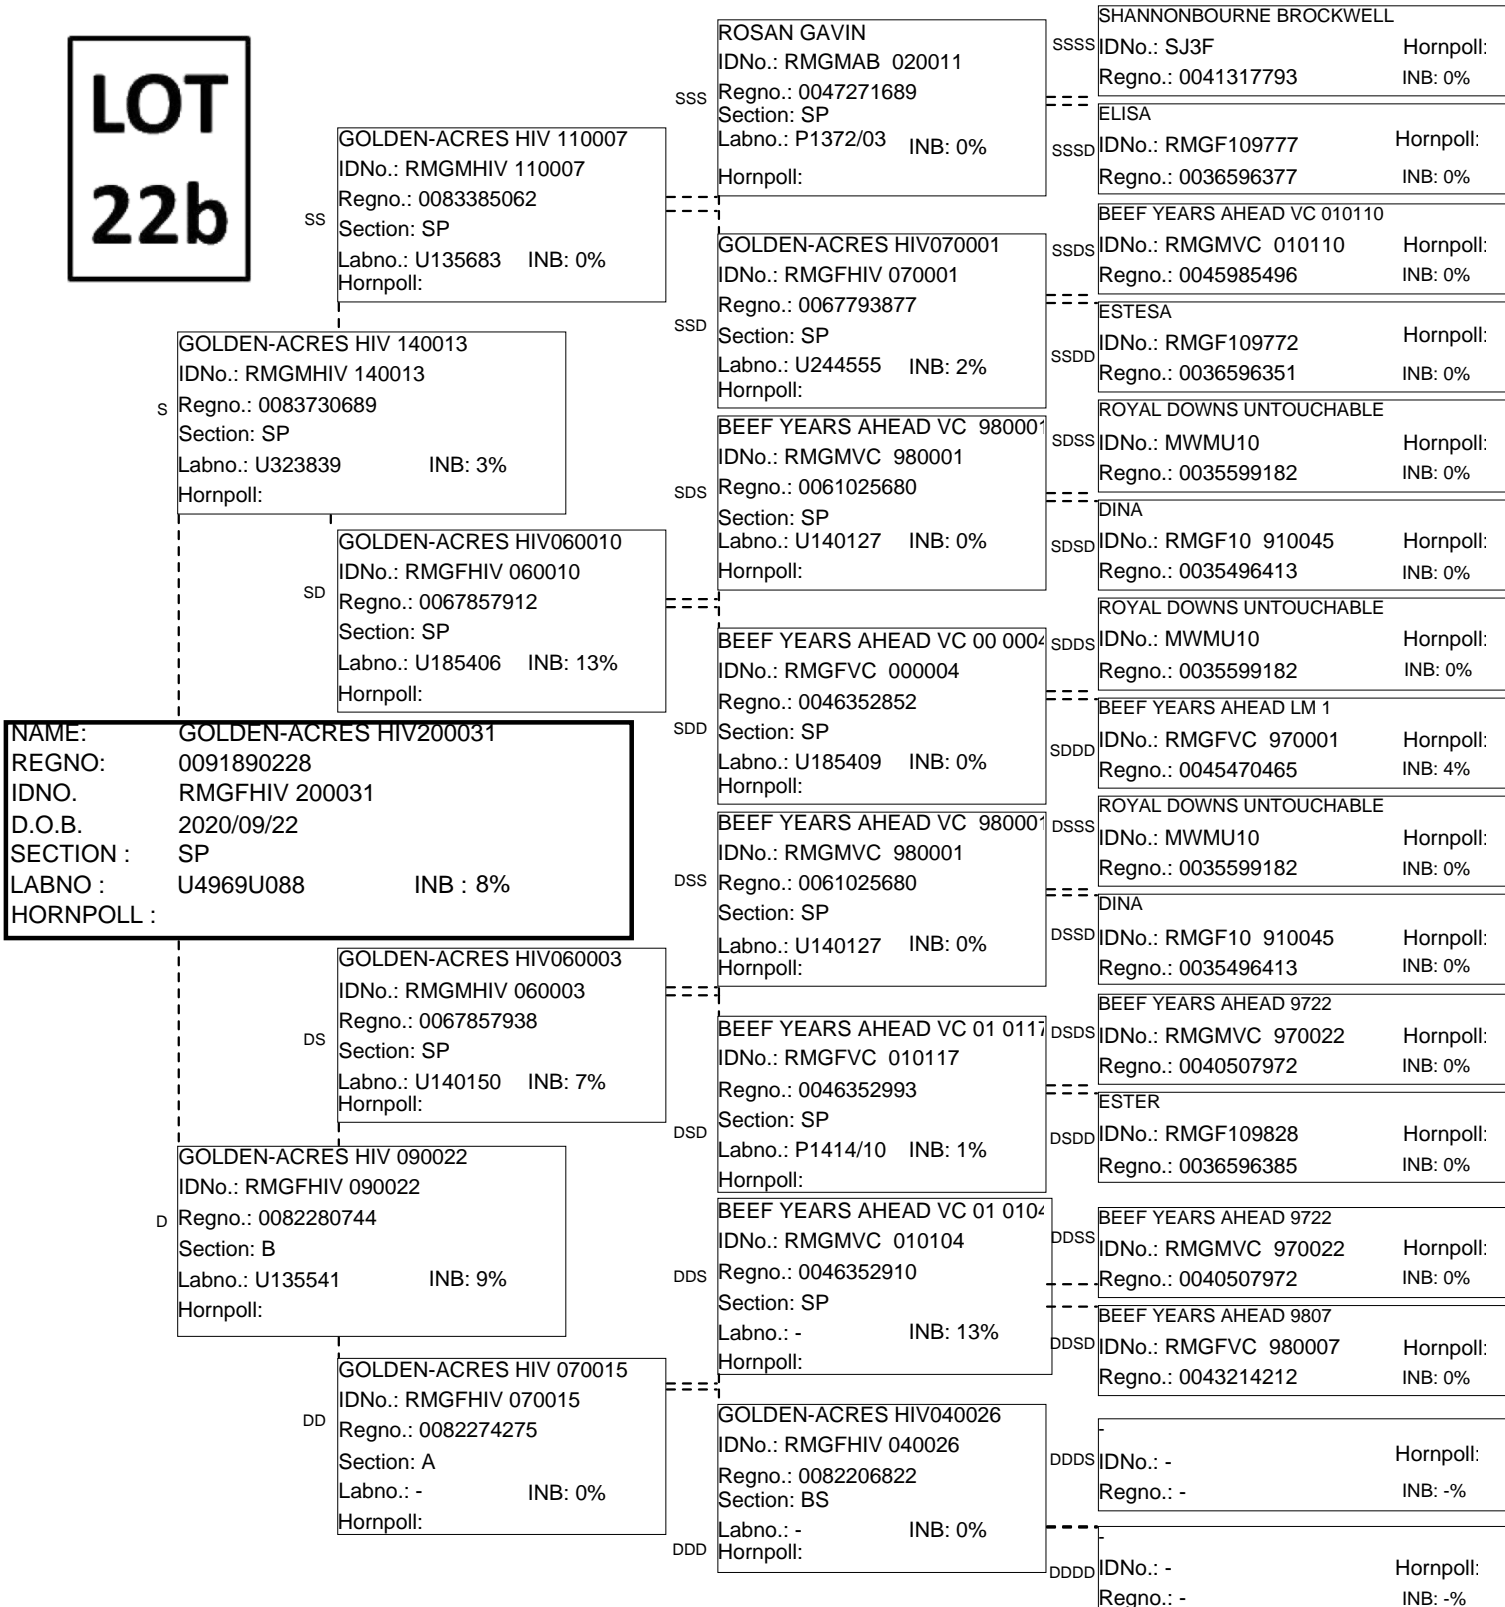 LOT
22b
NAME: GOLDEN-ACRES HIV200031
REGNO: 0091890228
IDNO. RMGFHIV 200031
D.O.B. 2020/09/22
SECTION : SP
LABNO : U4969U088 INB : 8%
HORNPOLL :
S
GOLDEN-ACRES HIV 140013
IDNo.: RMGMHIV 140013
Regno.: 0083730689
Section: SP
Labno.: U323839 INB: 3%
Hornpoll:
D
GOLDEN-ACRES HIV 090022
IDNo.: RMGFHIV 090022
Regno.: 0082280744
Section: B
Labno.: U135541 INB: 9%
Hornpoll:
SS
GOLDEN-ACRES HIV 110007
IDNo.: RMGMHIV 110007
Regno.: 0083385062
Section: SP
Labno.: U135683 INB: 0%
Hornpoll:
SD
GOLDEN-ACRES HIV060010
IDNo.: RMGFHIV 060010
Regno.: 0067857912
Section: SP
Labno.: U185406 INB: 13%
Hornpoll:
DS
GOLDEN-ACRES HIV060003
IDNo.: RMGMHIV 060003
Regno.: 0067857938
Section: SP
Labno.: U140150 INB: 7%
Hornpoll:
DD
GOLDEN-ACRES HIV 070015
IDNo.: RMGFHIV 070015
Regno.: 0082274275
Section: A
Labno.: - INB: 0%
Hornpoll:
SSS
ROSAN GAVIN
IDNo.: RMGMAB 020011
Regno.: 0047271689
Section: SP
Labno.: P1372/03 INB: 0%
Hornpoll:
SSD
GOLDEN-ACRES HIV070001
IDNo.: RMGFHIV 070001
Regno.: 0067793877
Section: SP
Labno.: U244555 INB: 2%
Hornpoll:
SDS
BEEF YEARS AHEAD VC 980001
IDNo.: RMGMVC 980001
Regno.: 0061025680
Section: SP
Labno.: U140127 INB: 0%
Hornpoll:
SDD
BEEF YEARS AHEAD VC 00 0004
IDNo.: RMGFVC 000004
Regno.: 0046352852
Section: SP
Labno.: U185409 INB: 0%
Hornpoll:
DSS
BEEF YEARS AHEAD VC 980001
IDNo.: RMGMVC 980001
Regno.: 0061025680
Section: SP
Labno.: U140127 INB: 0%
Hornpoll:
DSD
BEEF YEARS AHEAD VC 01 0117
IDNo.: RMGFVC 010117
Regno.: 0046352993
Section: SP
Labno.: P1414/10 INB: 1%
Hornpoll:
DDS
BEEF YEARS AHEAD VC 01 0104
IDNo.: RMGMVC 010104
Regno.: 0046352910
Section: SP
Labno.: - INB: 13%
Hornpoll:
DDD
GOLDEN-ACRES HIV040026
IDNo.: RMGFHIV 040026
Regno.: 0082206822
Section: BS
Labno.: - INB: 0%
Hornpoll:
SSSS
SHANNONBOURNE BROCKWELL
IDNo.: SJ3F Hornpoll:
Regno.: 0041317793 INB: 0%
SSSD
ELISA
IDNo.: RMGF109777 Hornpoll:
Regno.: 0036596377 INB: 0%
SSDS
BEEF YEARS AHEAD VC 010110
IDNo.: RMGMVC 010110 Hornpoll:
Regno.: 0045985496 INB: 0%
SSDD
ESTESA
IDNo.: RMGF109772 Hornpoll:
Regno.: 0036596351 INB: 0%
SDSS
ROYAL DOWNS UNTOUCHABLE
IDNo.: MWMU10 Hornpoll:
Regno.: 0035599182 INB: 0%
SDSD
DINA
IDNo.: RMGF10 910045 Hornpoll:
Regno.: 0035496413 INB: 0%
SDDS
ROYAL DOWNS UNTOUCHABLE
IDNo.: MWMU10 Hornpoll:
Regno.: 0035599182 INB: 0%
SDDD
BEEF YEARS AHEAD LM 1
IDNo.: RMGFVC 970001 Hornpoll:
Regno.: 0045470465 INB: 4%
DSSS
ROYAL DOWNS UNTOUCHABLE
IDNo.: MWMU10 Hornpoll:
Regno.: 0035599182 INB: 0%
DSSD
DINA
IDNo.: RMGF10 910045 Hornpoll:
Regno.: 0035496413 INB: 0%
DSDS
BEEF YEARS AHEAD 9722
IDNo.: RMGMVC 970022 Hornpoll:
Regno.: 0040507972 INB: 0%
DSDD
ESTER
IDNo.: RMGF109828 Hornpoll:
Regno.: 0036596385 INB: 0%
DDSS
BEEF YEARS AHEAD 9722
IDNo.: RMGMVC 970022 Hornpoll:
Regno.: 0040507972 INB: 0%
DDSD
BEEF YEARS AHEAD 9807
IDNo.: RMGFVC 980007 Hornpoll:
Regno.: 0043214212 INB: 0%
DDDS
-
IDNo.: - Hornpoll:
Regno.: - INB: -%
DDDD
-
IDNo.: - Hornpoll:
Regno.: - INB: -%